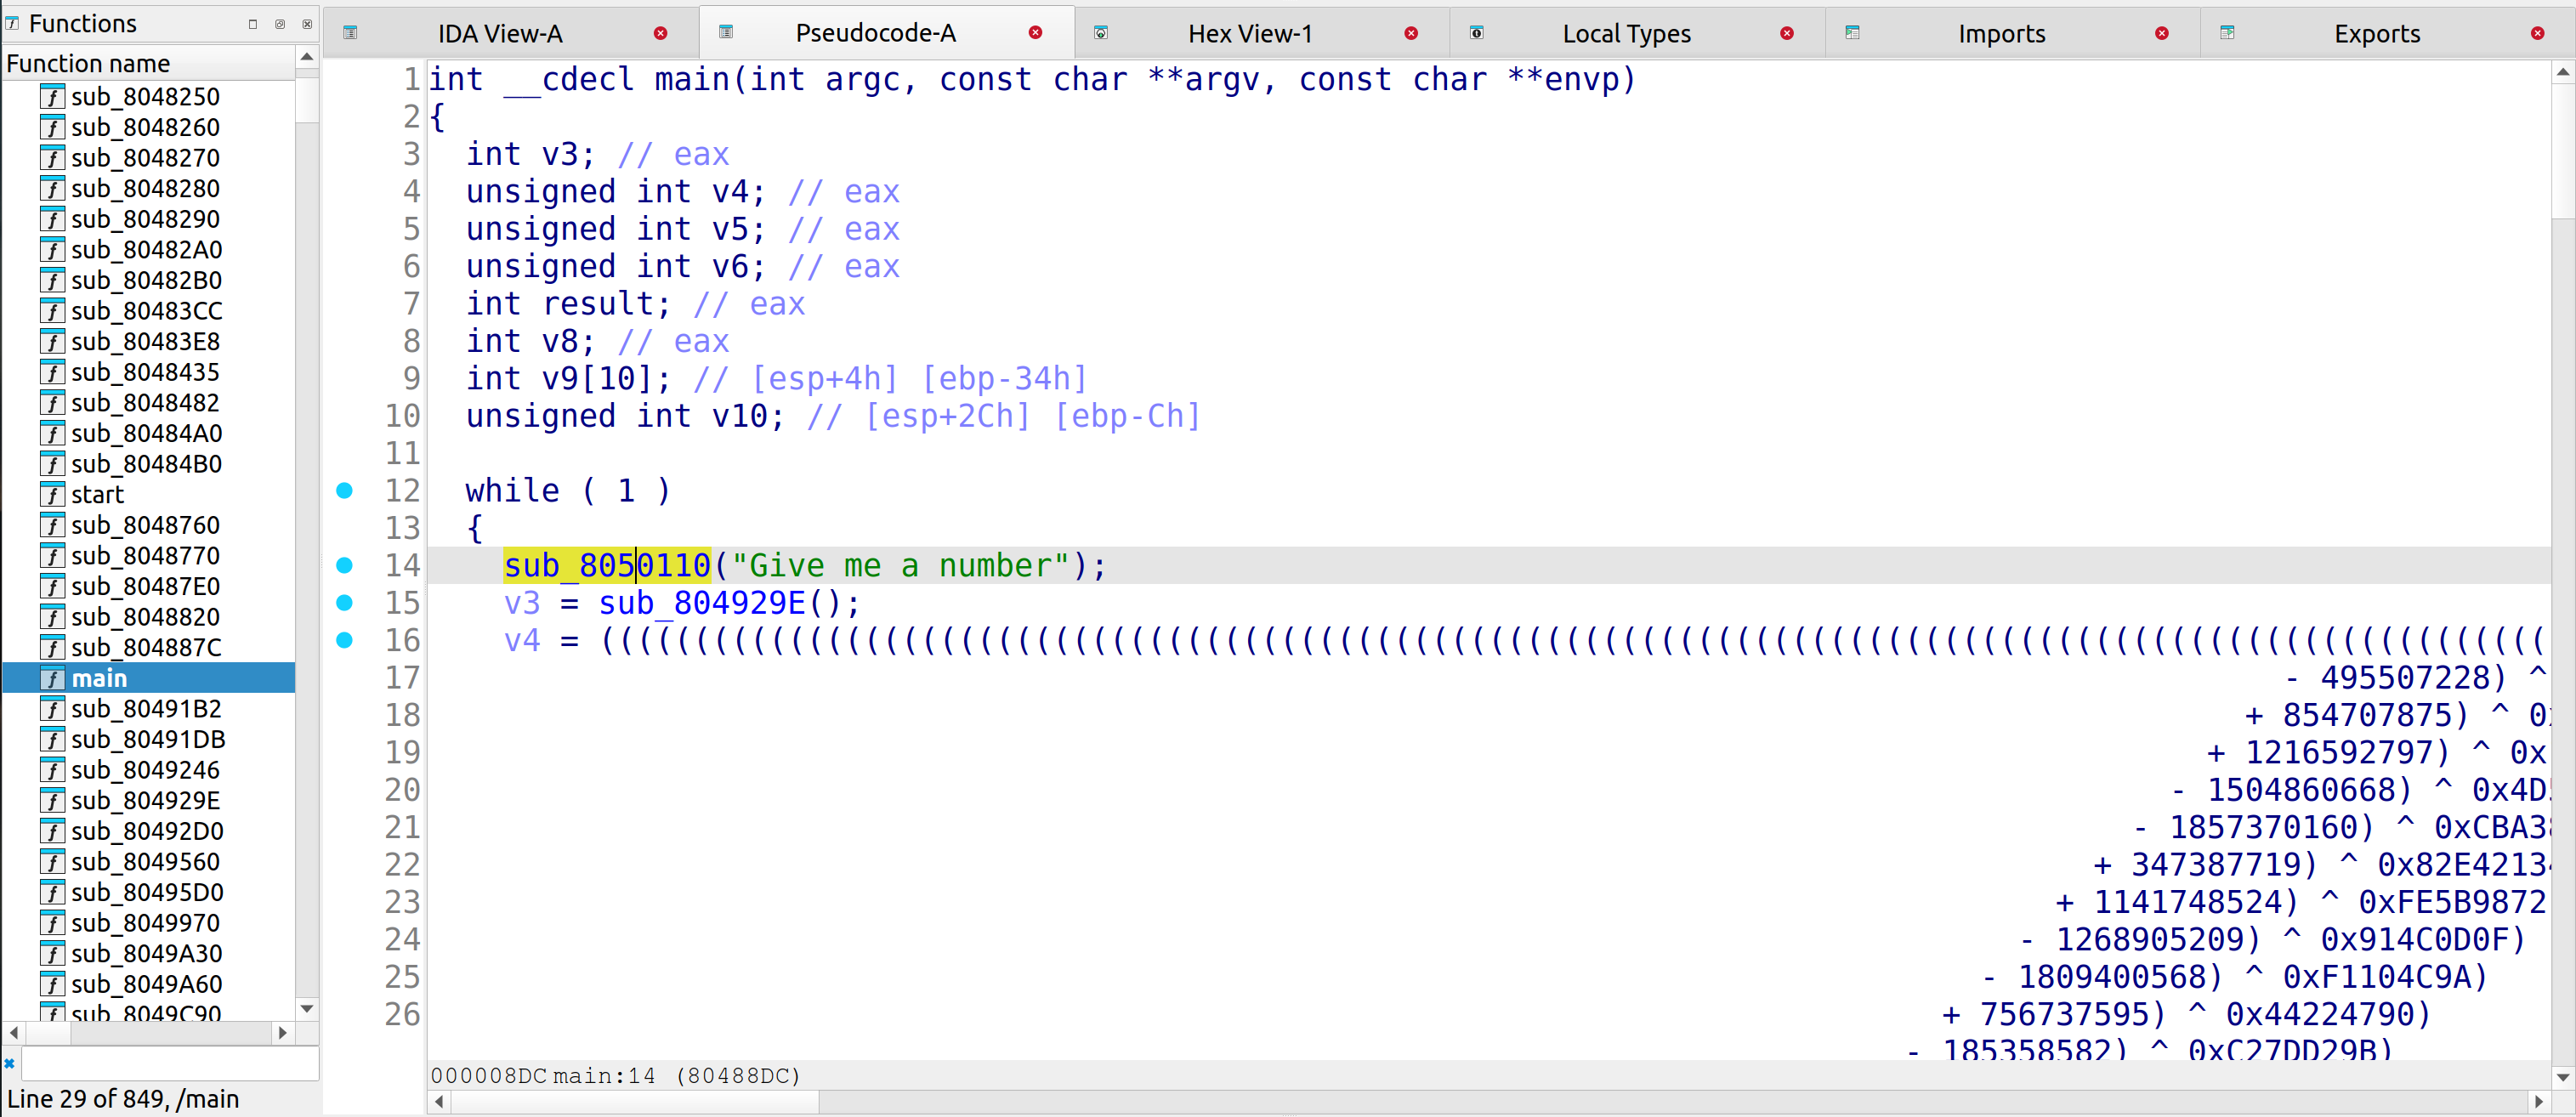 Functions
Function name
sub_8048250
sub_8048260
sub_8048270
sub_8048280
sub_8048290
sub_80482A0
sub_80482B0
sub_80483CC
sub_80483E8
sub_8048435
sub_8048482
sub_80484A0
sub_80484B0
start
sub_8048760
sub_8048770
sub_80487E0
sub_8048820
sub_804887C
main
sub_80491B2
sub_80491DB
sub_8049246
sub_804929E
sub_80492D0
sub_8049560
sub_80495D0
sub_8049970
sub_8049A30
sub_8049A60
sub_8049C90
Line 29 of 849, /main
IDA View-A
Pseudocode-A
Hex View-1
Local Types
Imports
Exports
1 int __cdecl main(int argc, const char **argv, const char **envp)
2 {
3 int v3; // eax
4 unsigned int v4; // eax
5 unsigned int v5; // eax
6 unsigned int v6; // eax
7 int result; // eax
8 int v8; // eax
9 int v9[10]; // [esp+4h] [ebp-34h]
10 unsigned int v10; // [esp+2Ch] [ebp-Ch]
11
12 while ( 1 )
13 {
14 sub_8050110("Give me a number");
15 v3 = sub_804929E();
16 v4 = (((((((((((((((((((((((((((((((((((((((((((((((((((((((((((((((((((((((((((((((((((((((((((((((((((((((
17 - 495507228) ^
18 + 854707875) ^ 0
19 + 1216592797) ^ 0x
20 - 1504860668) ^ 0x4D
21 - 1857370160) ^ 0xCBA3
22 + 347387719) ^ 0x82E4213
23 + 1141748524) ^ 0xFE5B9872
24 - 1268905209) ^ 0x914C0D0F)
25 - 1809400568) ^ 0xF1104C9A)
26 + 756737595) ^ 0x44224790)
- 185358582) ^ 0xC27DD29B)
000008DC main:14 (80488DC)